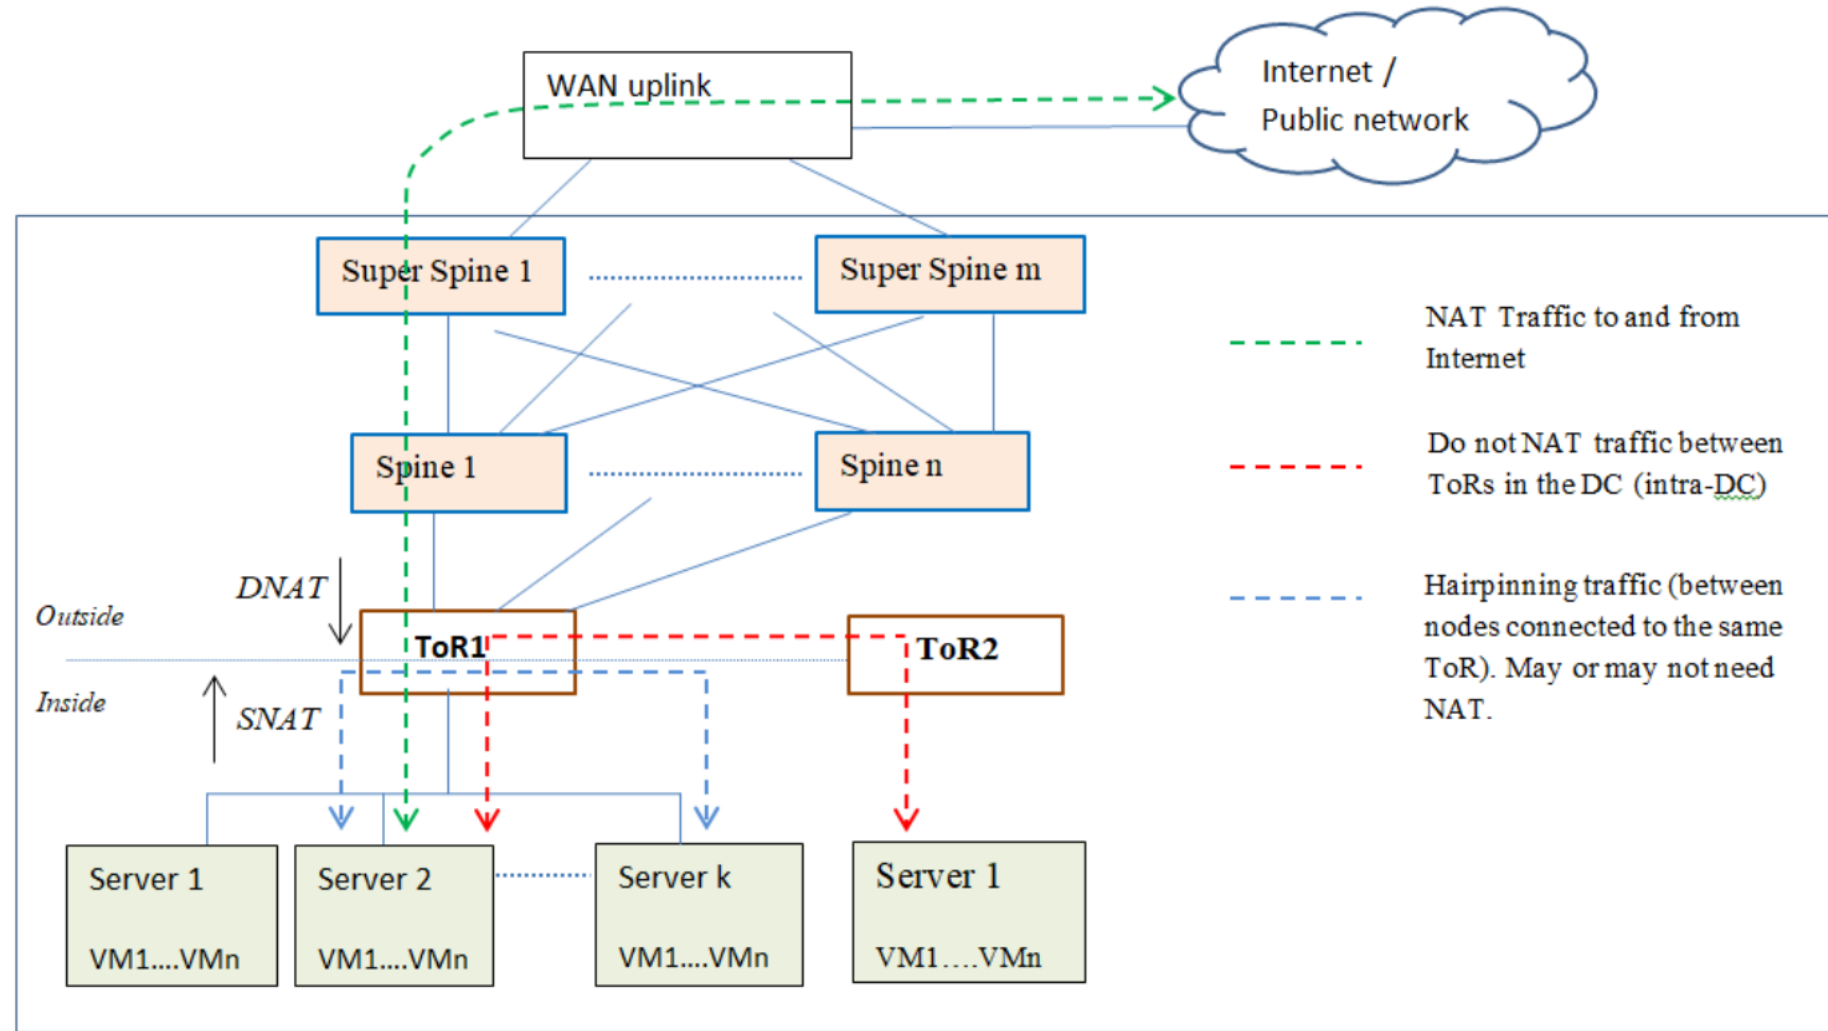 WAN uplink
Internet /
Public network
Super Spine 1
Super Spine m
NAT Traffic to and from
Internet
Do not NAT traffic between
ToRs in the DC (intra-DC)
Spine 1
Spine n
Hairpinning traffic (between
nodes connected to the same
ToR). May or may not need
NAT.
DNAT
Outside
ToR1
ToR2
Inside
SNAT
Server 1
VM1....VMn
Server 2
VM1....VMn
Server k
VM1....VMn
Server 1
VM1....VMn